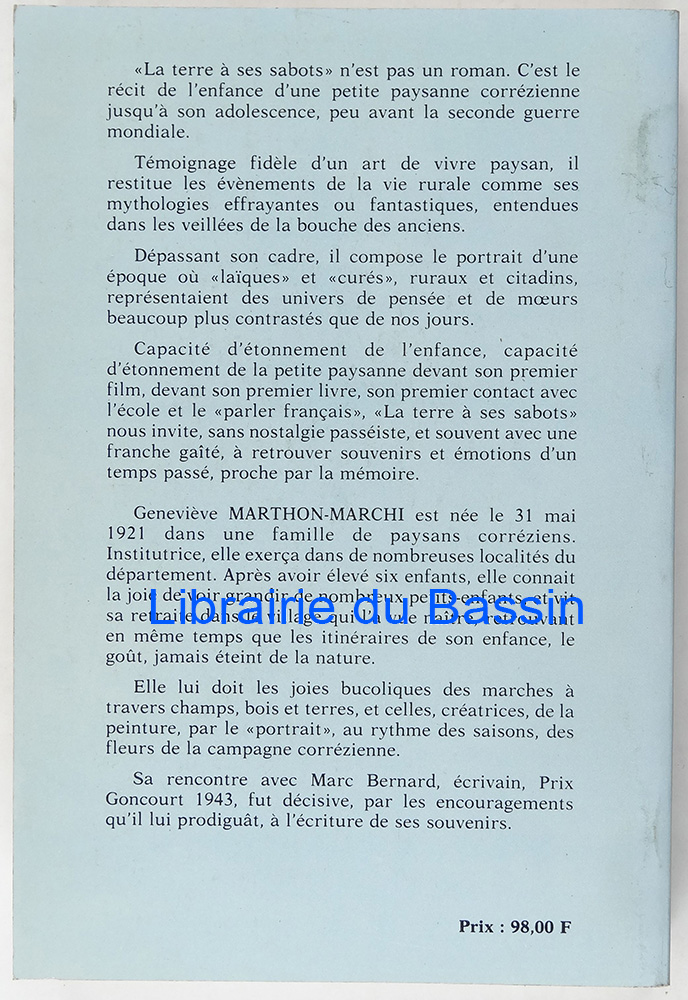 «La terre à ses sabots» n'est pas un roman. C'est le
récit de l'enfance d'une petite paysanne corrézienne
jusqu'à son adolescence, peu avant la seconde guerre
mondiale.
Témoignage fidèle d'un art de vivre paysan, il
restitue les évènements de la vie rurale comme ses
mythologies effrayantes ou fantastiques, entendues
dans les veillées de la bouche des anciens.
Dépassant son cadre, il compose le portrait d'une
époque où «laïques» et «curés», ruraux et citadins,
représentaient des univers de pensée et de mœurs
beaucoup plus contrastés que de nos jours.
Capacité d'étonnement de l'enfance, capacité
d'étonnement de la petite paysanne devant son premier
film, devant son premier livre, son premier contact avec
l'école et le «parler français», «La terre à ses sabots»
nous invite, sans nostalgie passéiste, et souvent avec une
franche gaîté, à retrouver souvenirs et émotions d'un
temps passé, proche par la mémoire.
Geneviève MARTHON-MARCHI est née le 31 mai
1921 dans une famille de paysans corréziens.
Institutrice, elle exerça dans de nombreuses localités du
département. Après avoir élevé six enfants, elle connait
la joie de voir grandir de nombreux petits-enfants et vit
sa retraite dans le village qui l'a vue naître, retrouvant
Librairie du Bassin
en même temps que les itinéraires de son enfance, le
goût, jamais éteint de la nature.
Elle lui doit les joies bucoliques des marches à
travers champs, bois et terres, et celles, créatrices, de la
peinture, par le «portrait», au rythme des saisons, des
fleurs de la campagne corrézienne.
Sa rencontre avec Marc Bernard, écrivain, Prix
Goncourt 1943, fut décisive, par les encouragements
qu'il lui prodiguât, à l'écriture de ses souvenirs.
Prix : 98,00 F